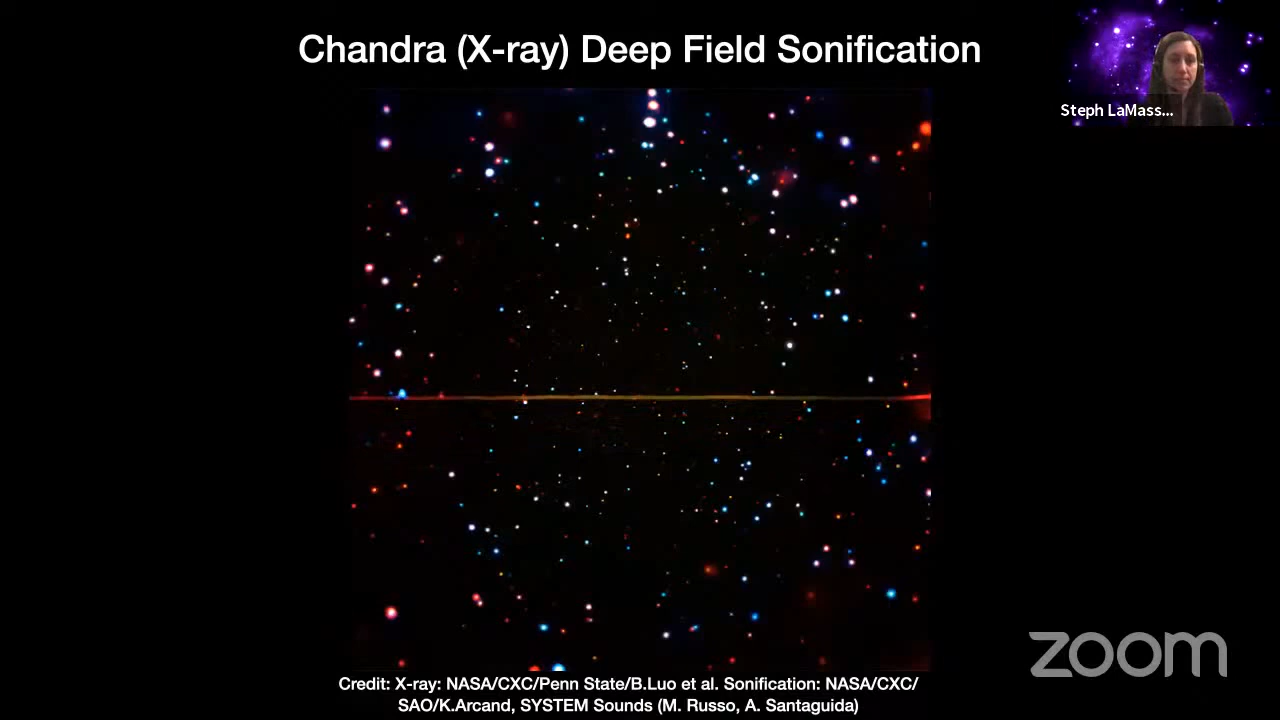 Chandra (X-ray) Deep Field Sonification
Steph LaMass...
Credit: X-ray: NASA/CXC/Penn State/B.Luo et al. Sonification: NASA/CXC/
SAO/K.Arcand, SYSTEM Sounds (M. Russo, A. Santaguida)
zoom